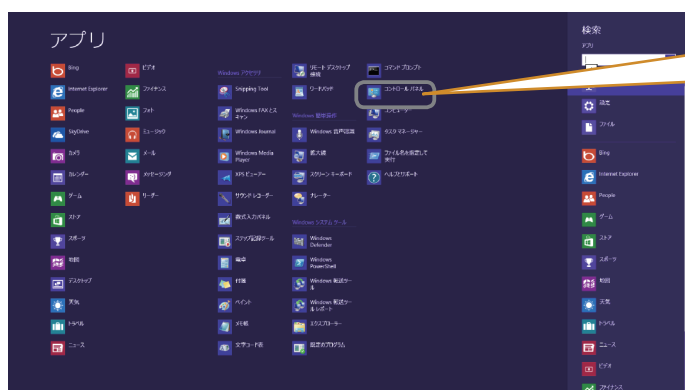 アプリ
Bing
Internet Explorer
People
SkyDrive
カメラ
カレンダー
ゲーム
ストア
スポーツ
地図
デスクトップ
天気
トラベル
ニュース
ビデオ
ファイナンス
フォト
ミュージック
メール
メッセージング
リーダー
Windows アクセサリ
Snipping Tool
Windows FAX とス
キャン
Windows Journal
Windows Media
Player
XPS ビューアー
サウンド レコーダー
数式入力パネル
ステップ記録ツール
電卓
付箋
ペイント
メモ帳
文字コード表
リモート デスクトップ
接続
ワードパッド
Windows 簡単操作
Windows 音声認識
拡大鏡
スクリーン キーボード
ナレーター
Windows システム ツール
Windows
Defender
Windows
PowerShell
Windows 転送ツー
ル
Windows 転送ツー
ル レポート
エクスプローラー
既定のプログラム
コマンド プロンプト
コントロール パネル
コンピューター
タスク マネージャー
ファイル名を指定して
実行
ヘルプとサポート
検索
アプリ
設定
ファイル
Bing
Internet Explorer
People
ゲーム
ストア
スポーツ
地図
天気
トラベル
ニュース
ビデオ
ファイナンス